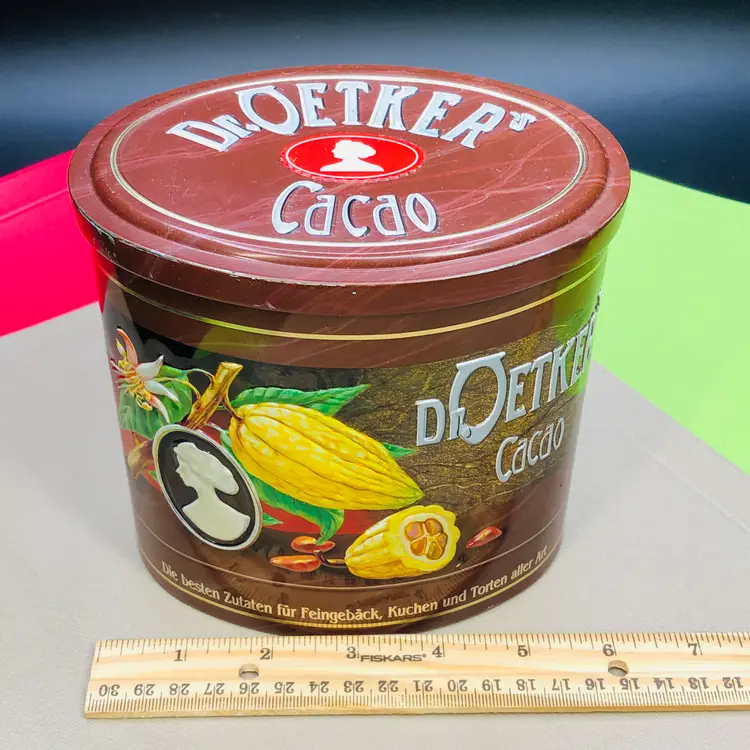 Dr. OETKER's
Cacao
Dr. OETKER
Cacao
Die besten Zutaten für Feingebäck, Kuchen und Torten aller Art
1 2 3 FISKARS 4 5 6 7
30 29 28 27 26 25 24 23 22 21 20 19 18 17 16 15 14 13 12